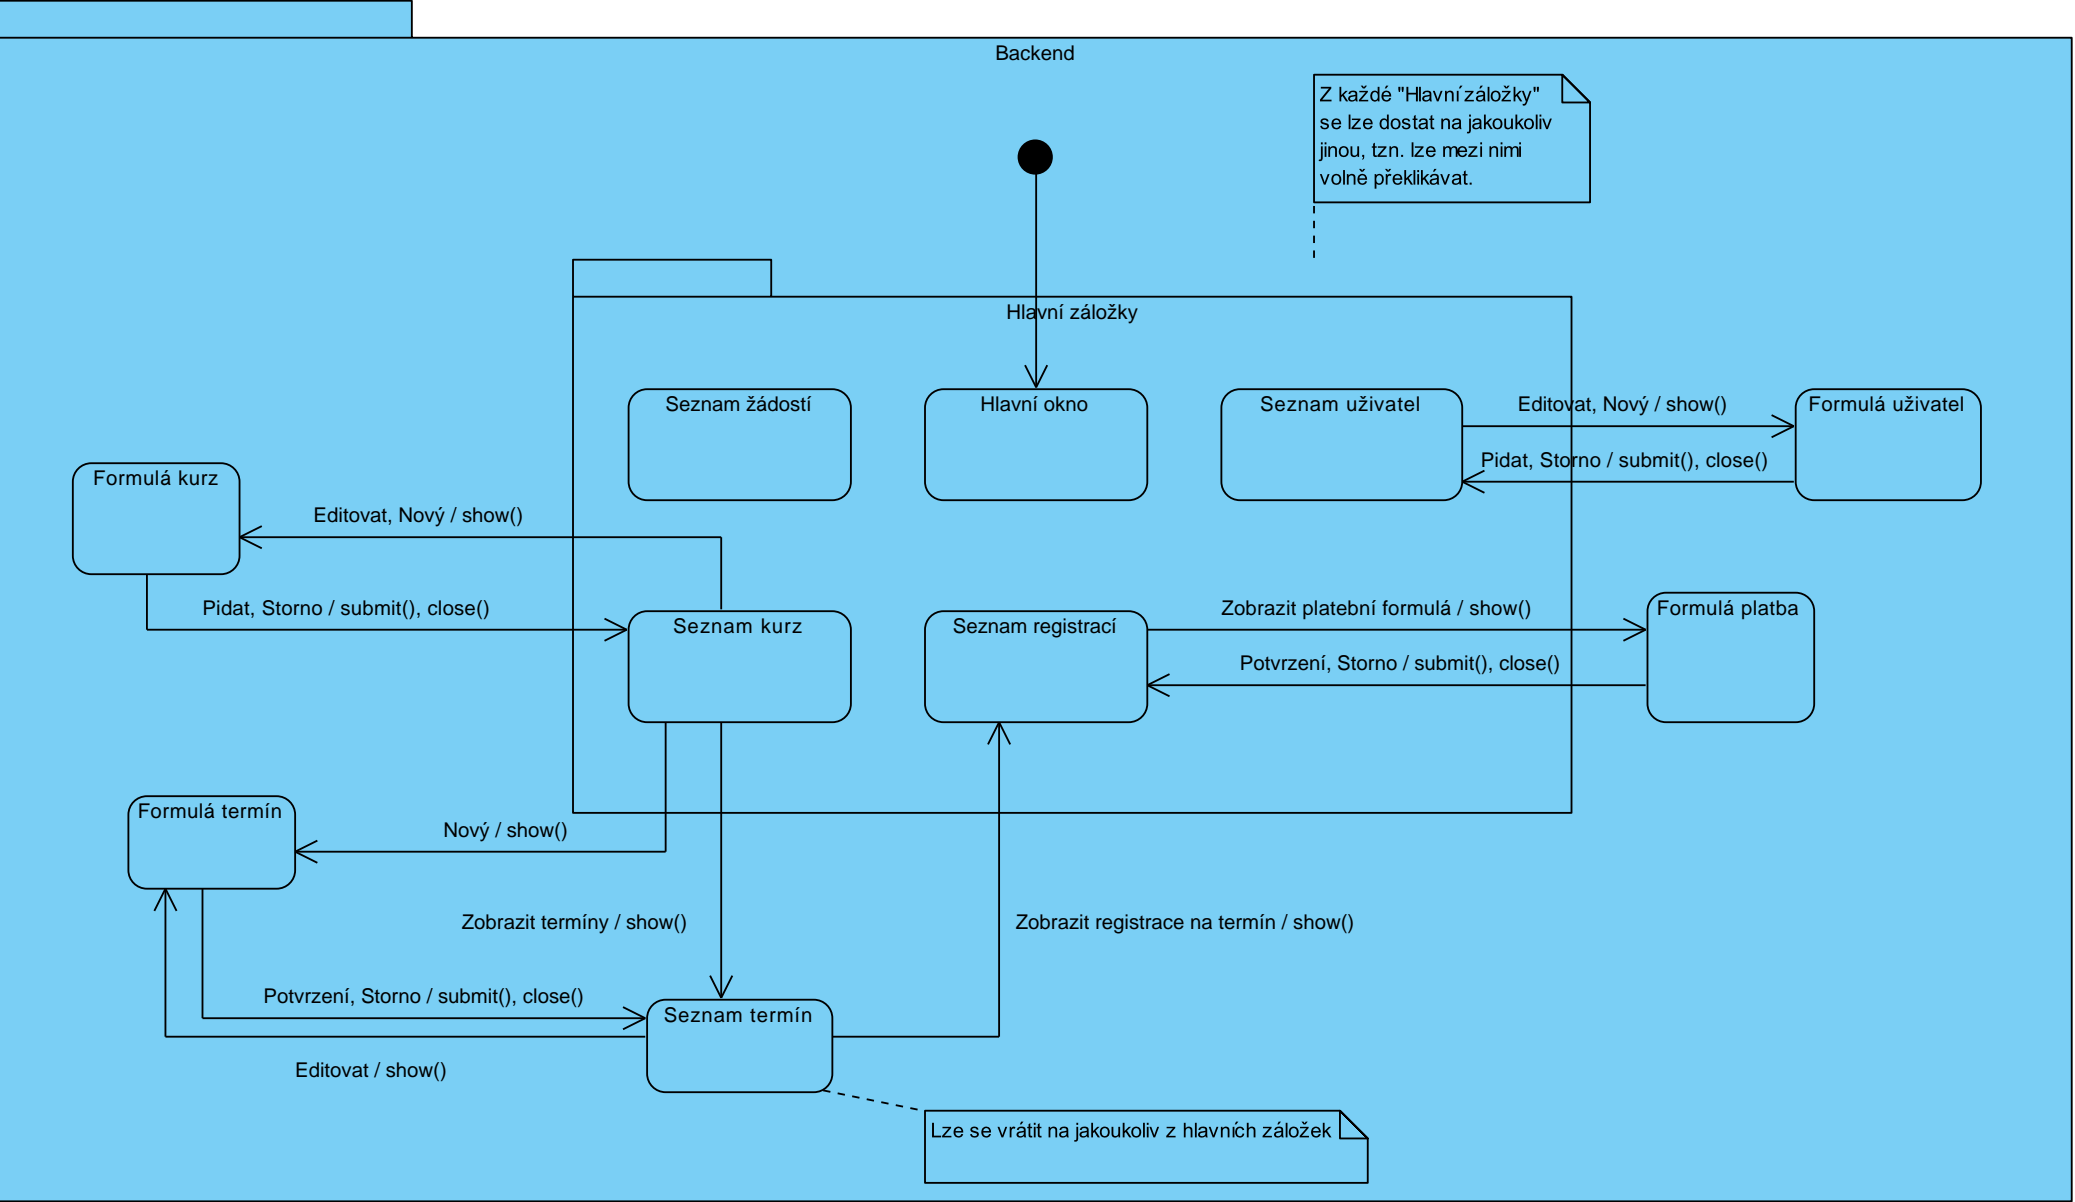 Backend
Z každé "Hlavní záložky"
se lze dostat na jakoukoliv
jinou, tzn. lze mezi nimi
volně překlikávat.
Hlavní záložky
Seznam žádostí
Hlavní okno
Seznam uživatel
Editovat, Nový / show()
Formulá uživatel
Pidat, Storno / submit(), close()
Formulá kurz
Editovat, Nový / show()
Pidat, Storno / submit(), close()
Seznam kurz
Seznam registrací
Zobrazit platební formulá / show()
Formulá platba
Potvrzení, Storno / submit(), close()
Formulá termín
Nový / show()
Zobrazit termíny / show()
Zobrazit registrace na termín / show()
Potvrzení, Storno / submit(), close()
Seznam termín
Editovat / show()
Lze se vrátit na jakoukoliv z hlavních záložek